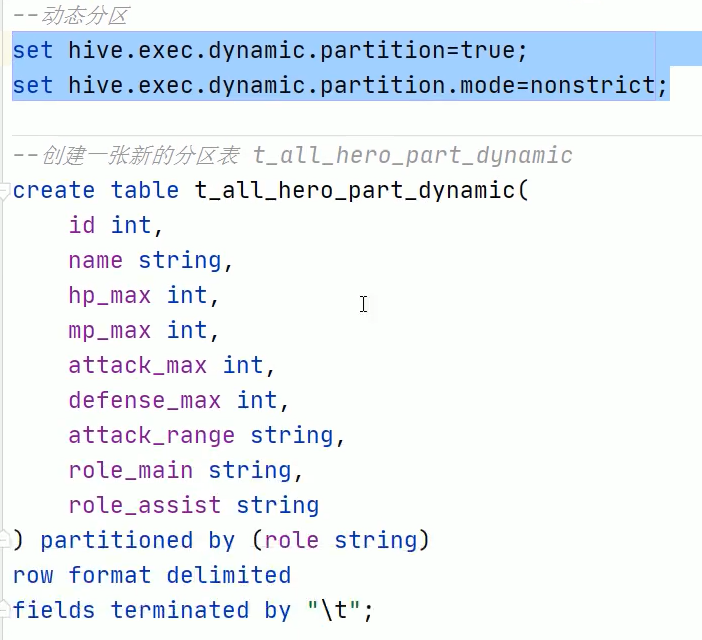 --动态分区
set hive.exec.dynamic.partition=true;
set hive.exec.dynamic.partition.mode=nonstrict;
--创建一张新的分区表 t_all_hero_part_dynamic
create table t_all_hero_part_dynamic(
    id int,
    name string,
    hp_max int,
    mp_max int,
    attack_max int,
    defense_max int,
    attack_range string,
    role_main string,
    role_assist string
) partitioned by (role string)
row format delimited
fields terminated by "\t";